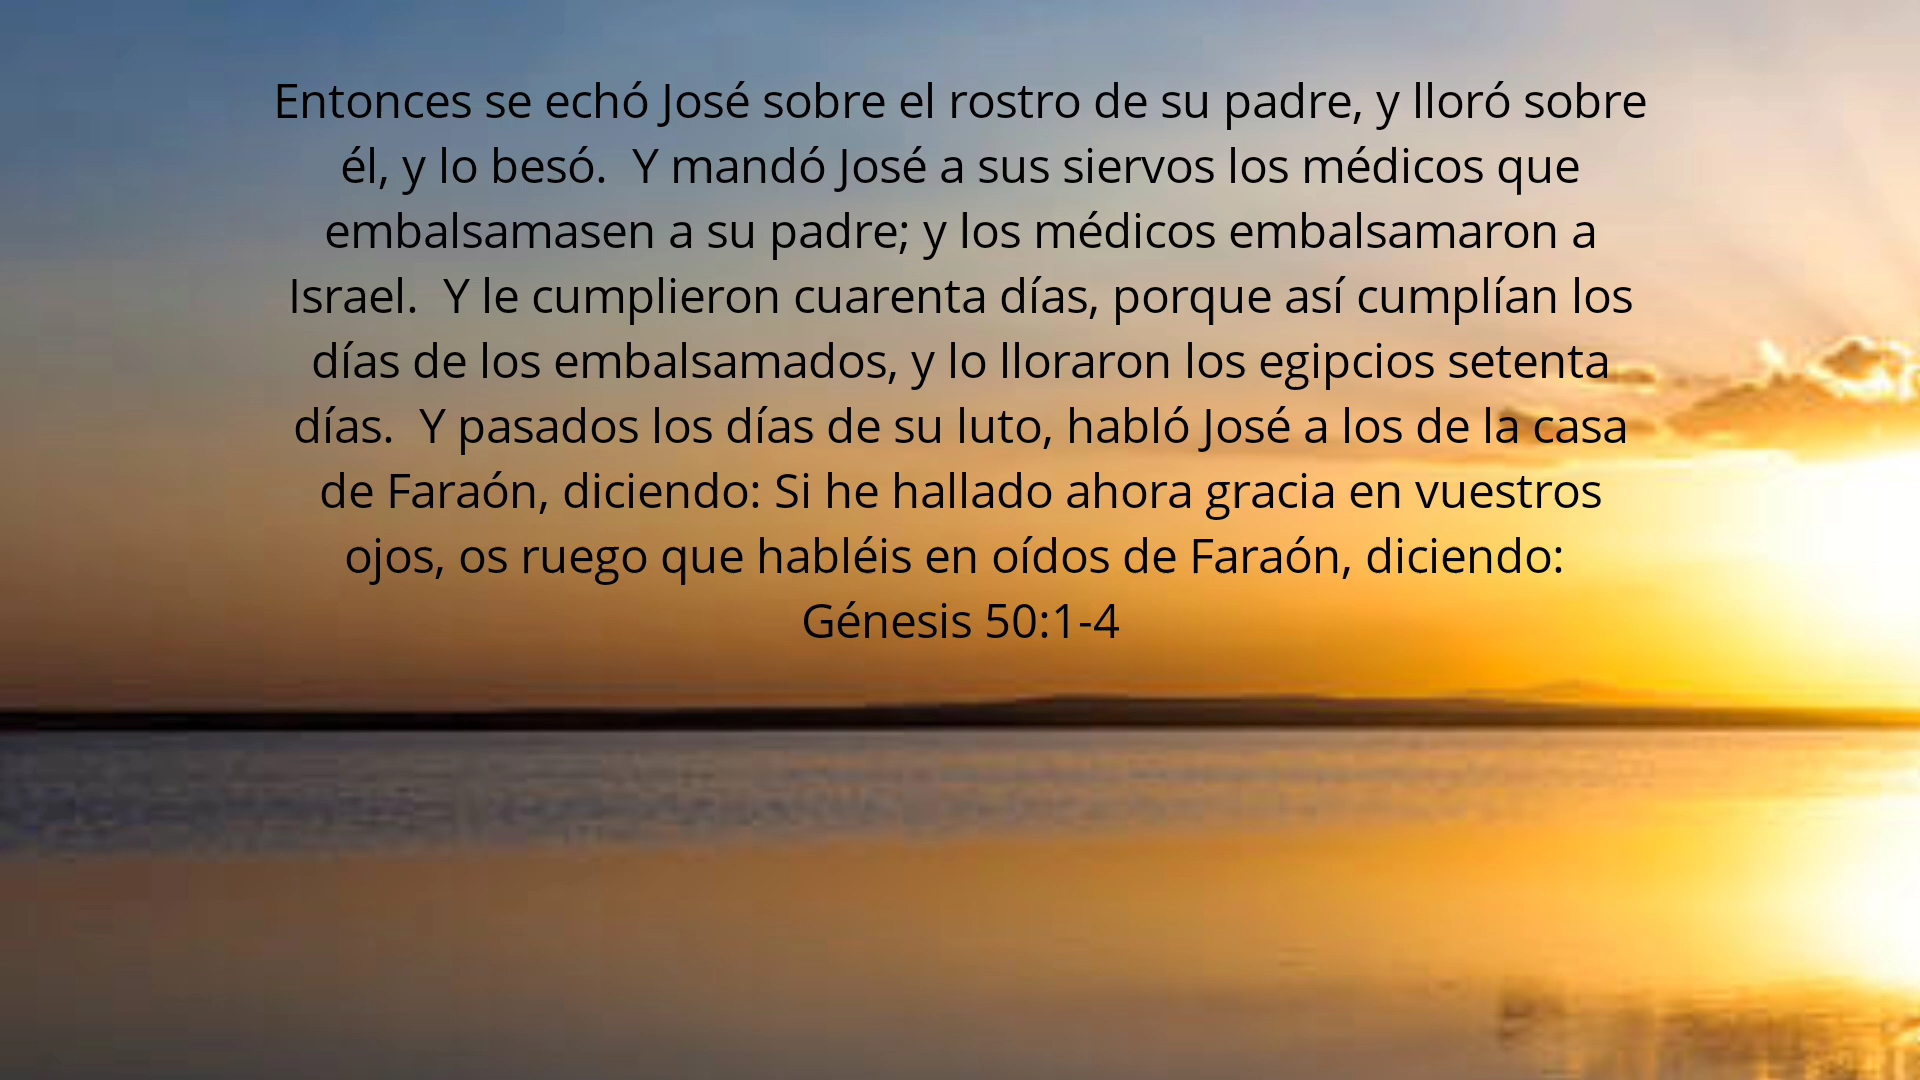 Entonces se echó José sobre el rostro de su padre, y lloró sobre
él, y lo besó.  Y mandó José a sus siervos los médicos que
embalsamasen a su padre; y los médicos embalsamaron a
Israel.  Y le cumplieron cuarenta días, porque así cumplían los
días de los embalsamados, y lo lloraron los egipcios setenta
días.  Y pasados los días de su luto, habló José a los de la casa
de Faraón, diciendo: Si he hallado ahora gracia en vuestros
ojos, os ruego que habléis en oídos de Faraón, diciendo:
Génesis 50:1-4